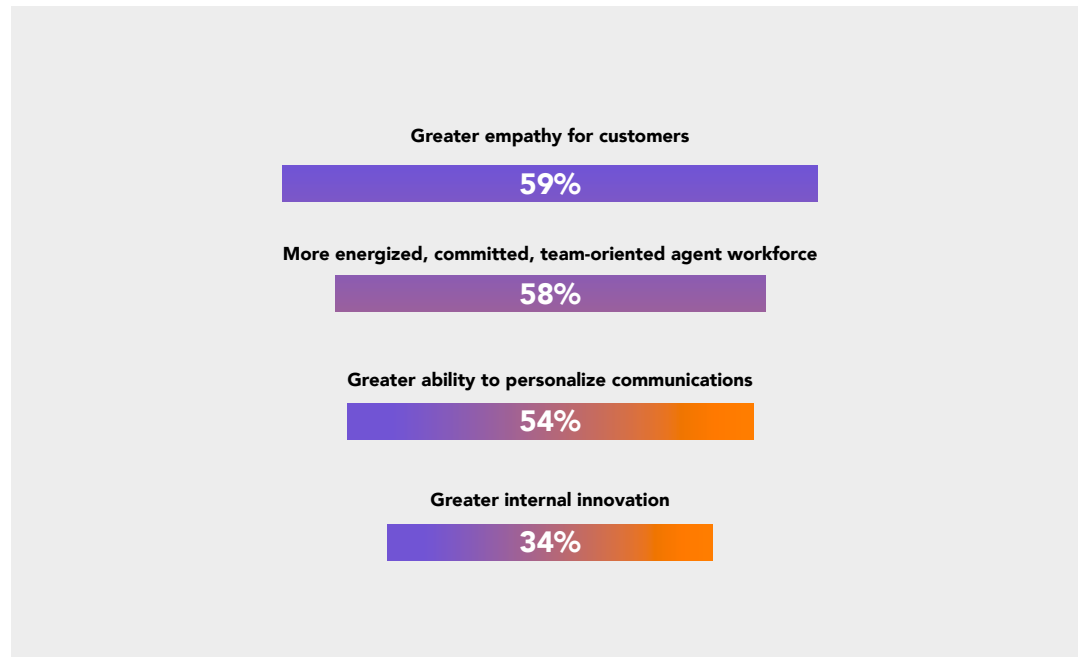 Greater empathy for customers
59%
More energized, committed, team-oriented agent workforce
58%
Greater ability to personalize communications
54%
Greater internal innovation
34%